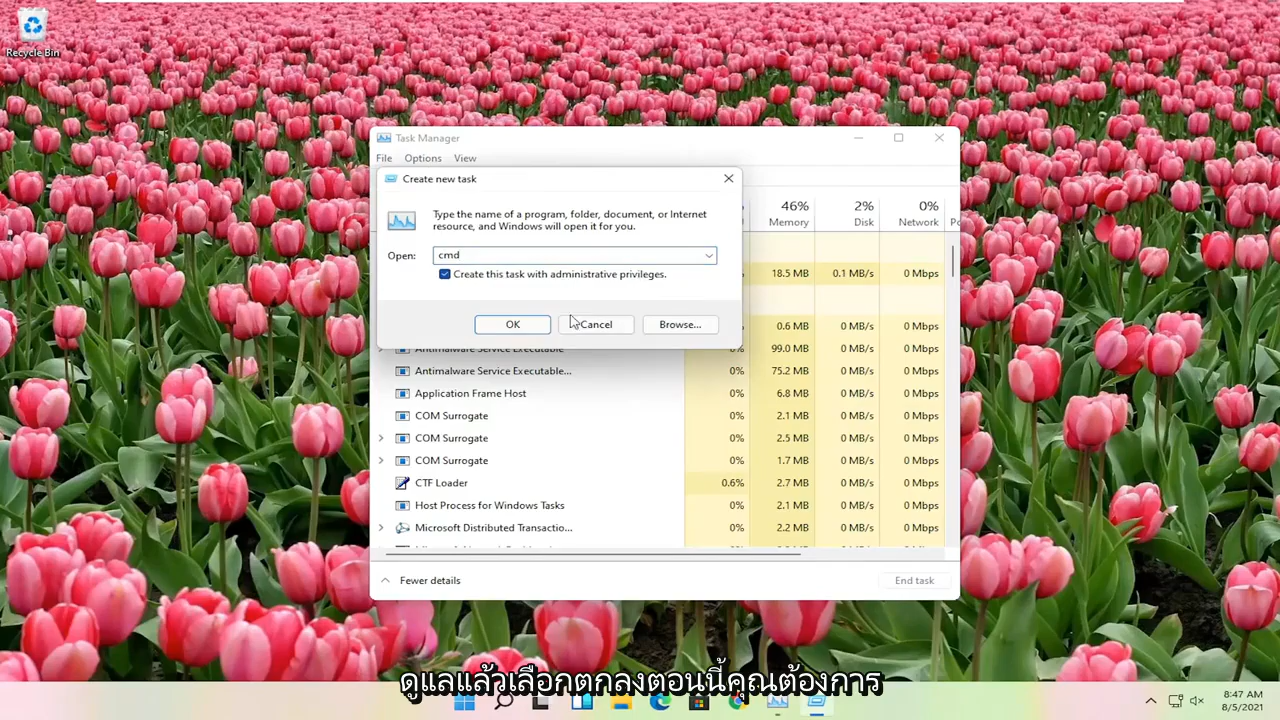 Recycle Bin
Task Manager
File Options View
Create new task
Type the name of a program, folder, document, or Internet
resource, and Windows will open it for you.
Open: cmd
Create this task with administrative privileges.
OK Cancel Browse...
46% 2% 0%
Memory Disk Network
18.5 MB 0.1 MB/s 0 Mbps
0.6 MB 0 MB/s 0 Mbps
Antimalware Service Executable 0% 99.0 MB 0 MB/s 0 Mbps
Antimalware Service Executable... 0% 75.2 MB 0 MB/s 0 Mbps
Application Frame Host 0% 6.8 MB 0 MB/s 0 Mbps
COM Surrogate 0% 2.1 MB 0 MB/s 0 Mbps
COM Surrogate 0% 2.5 MB 0 MB/s 0 Mbps
COM Surrogate 0% 1.7 MB 0 MB/s 0 Mbps
CTF Loader 0.6% 2.7 MB 0 MB/s 0 Mbps
Host Process for Windows Tasks 0% 2.1 MB 0 MB/s 0 Mbps
Microsoft Distributed Transactio... 0% 2.2 MB 0 MB/s 0 Mbps
Fewer details End task
ดูแลแล้วเลือกตกลงตอนนี้คุณต้องการ
8:47 AM
8/5/2021